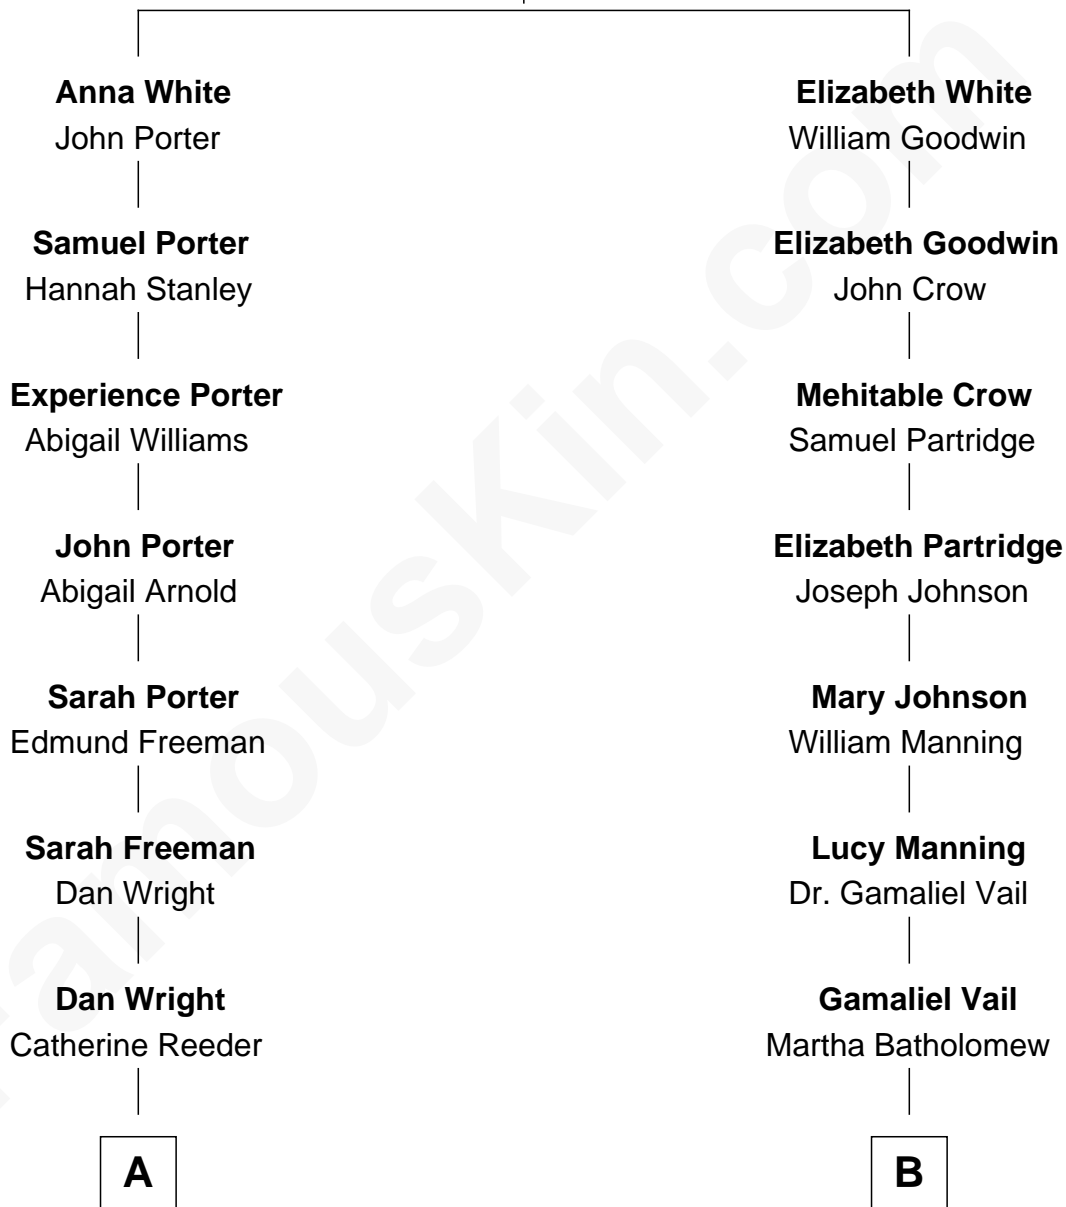 Anna White
John Porter
Samuel Porter
Hannah Stanley
Experience Porter
Abigail Williams
John Porter
Abigail Arnold
Sarah Porter
Edmund Freeman
Sarah Freeman
Dan Wright
Dan Wright
Catherine Reeder
A
Elizabeth White
William Goodwin
Elizabeth Goodwin
John Crow
Mehitable Crow
Samuel Partridge
Elizabeth Partridge
Joseph Johnson
Mary Johnson
William Manning
Lucy Manning
Dr. Gamaliel Vail
Gamaliel Vail
Martha Batholomew
B
FamousKin.com